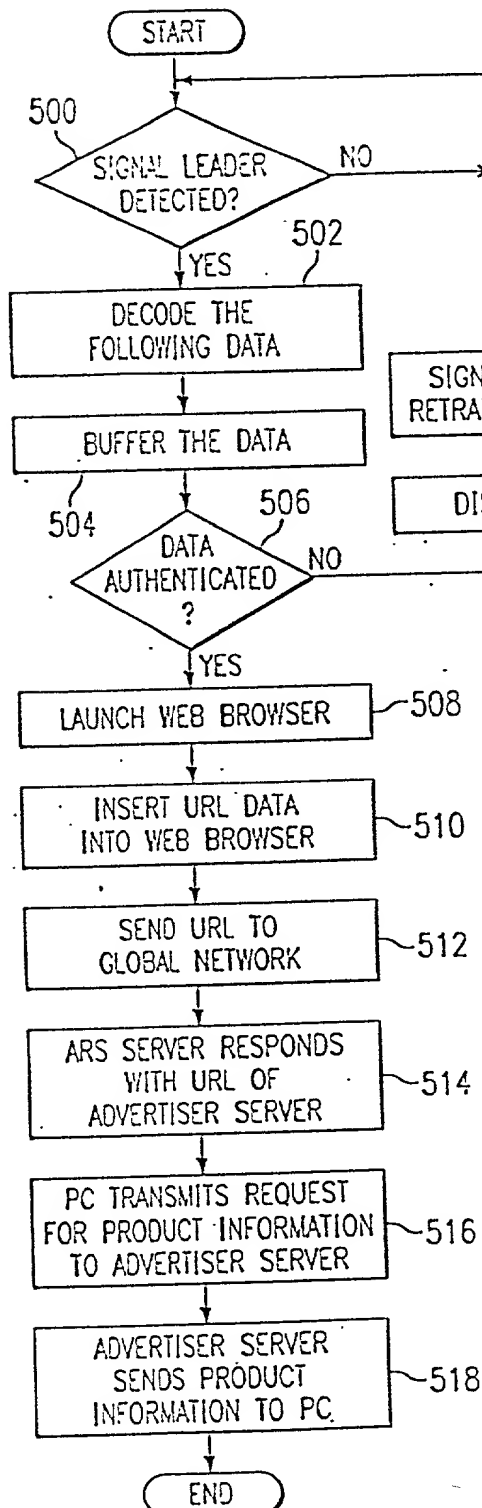 START
500
SIGNAL LEADER
DETECTED?
NO
YES
502
DECODE THE
FOLLOWING DATA
SIGN
RETRA
BUFFER THE DATA
504
506
DIS
DATA
AUTHENTICATED
?
NO
YES
LAUNCH WEB BROWSER
508
INSERT URL DATA
INTO WEB BROWSER
510
SEND URL TO
GLOBAL NETWORK
512
ARS SERVER RESPONDS
WITH URL OF
ADVERTISER SERVER
514
PC TRANSMITS REQUEST
FOR PRODUCT INFORMATION
TO ADVERTISER SERVER
516
ADVERTISER SERVER
SENDS PRODUCT
INFORMATION TO PC
518
END